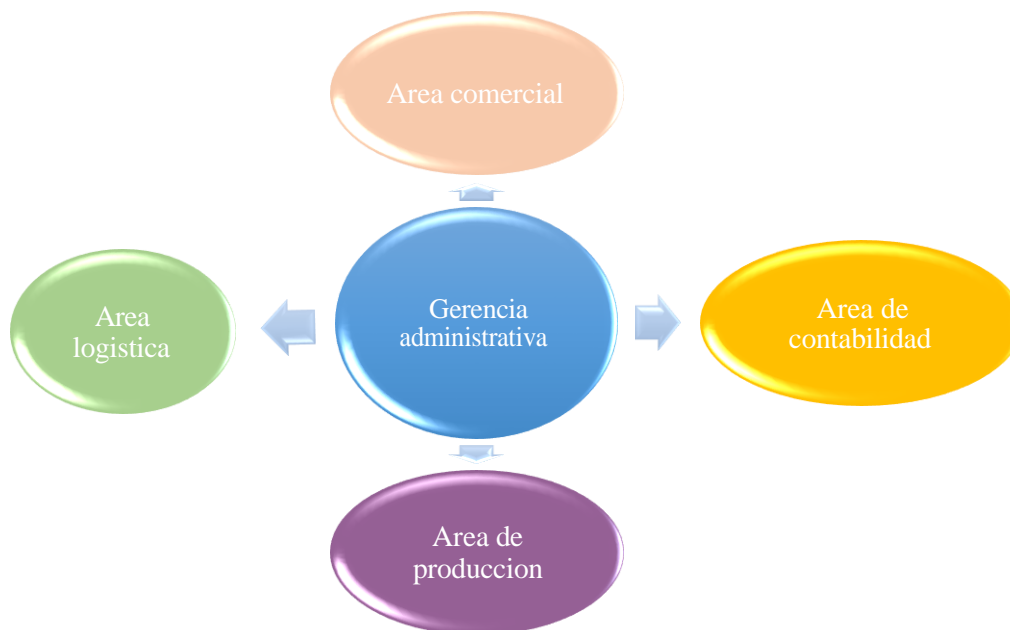 Area comercial
Area
logistica
Gerencia
administrativa
Area de
contabilidad
Area de
produccion